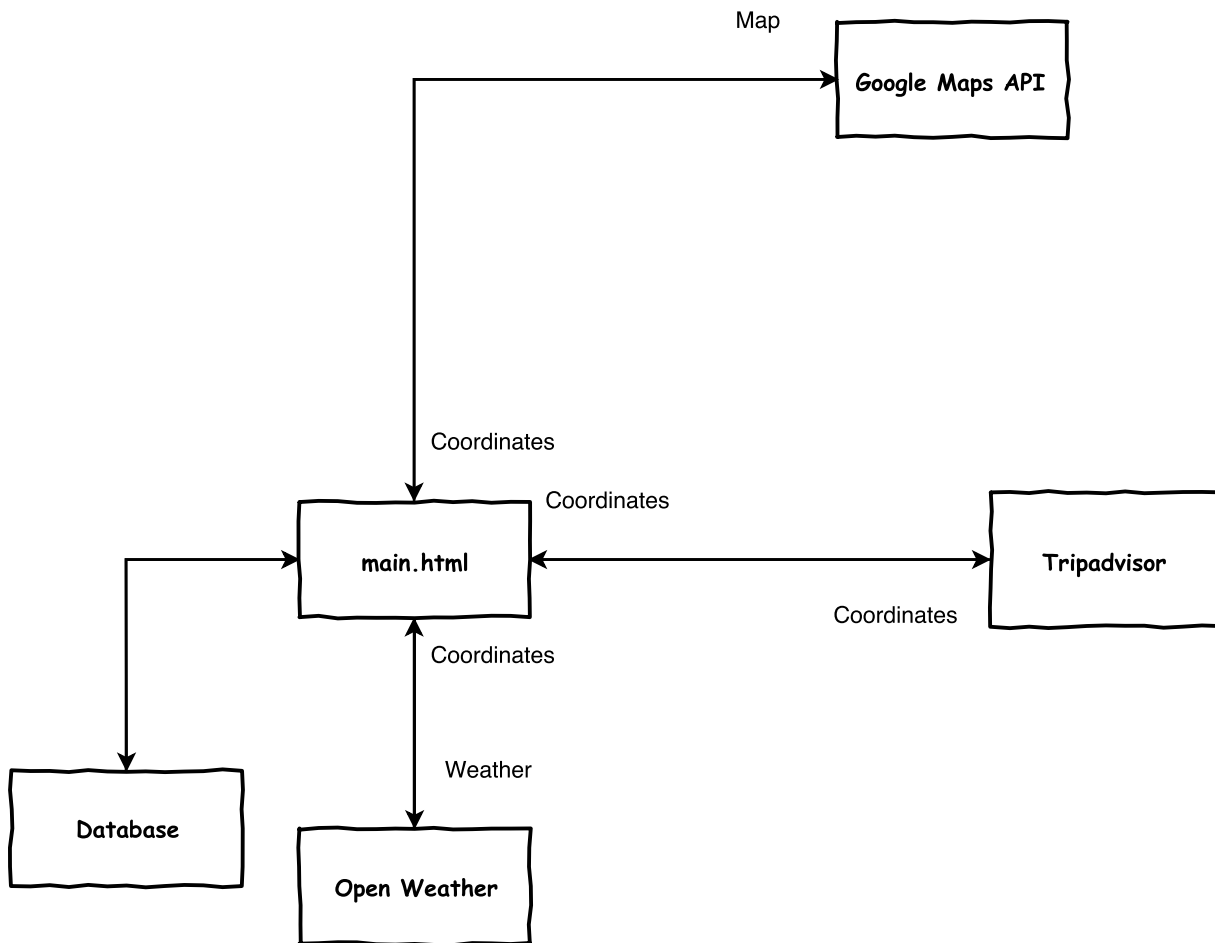 Map
Google Maps API
Coordinates
Coordinates
main.html
Tripadvisor
Coordinates
Coordinates
Weather
Database
Open Weather